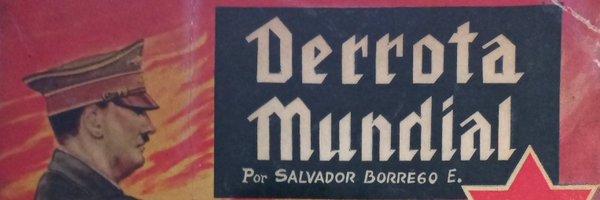 Derrota
Mundial
Por SALVADOR BORREGO E.